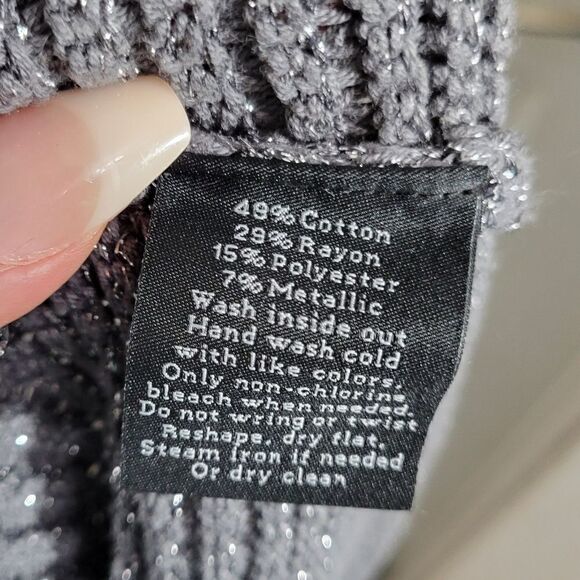 49% Cotton
29% Rayon
15% Polyester
7% Metallic
Wash inside out
Hand wash cold
with like colors.
Only non-chlorine
bleach when needed.
Do not wring or twist
Reshape, dry flat,
Steam Iron if needed
Or dry clean